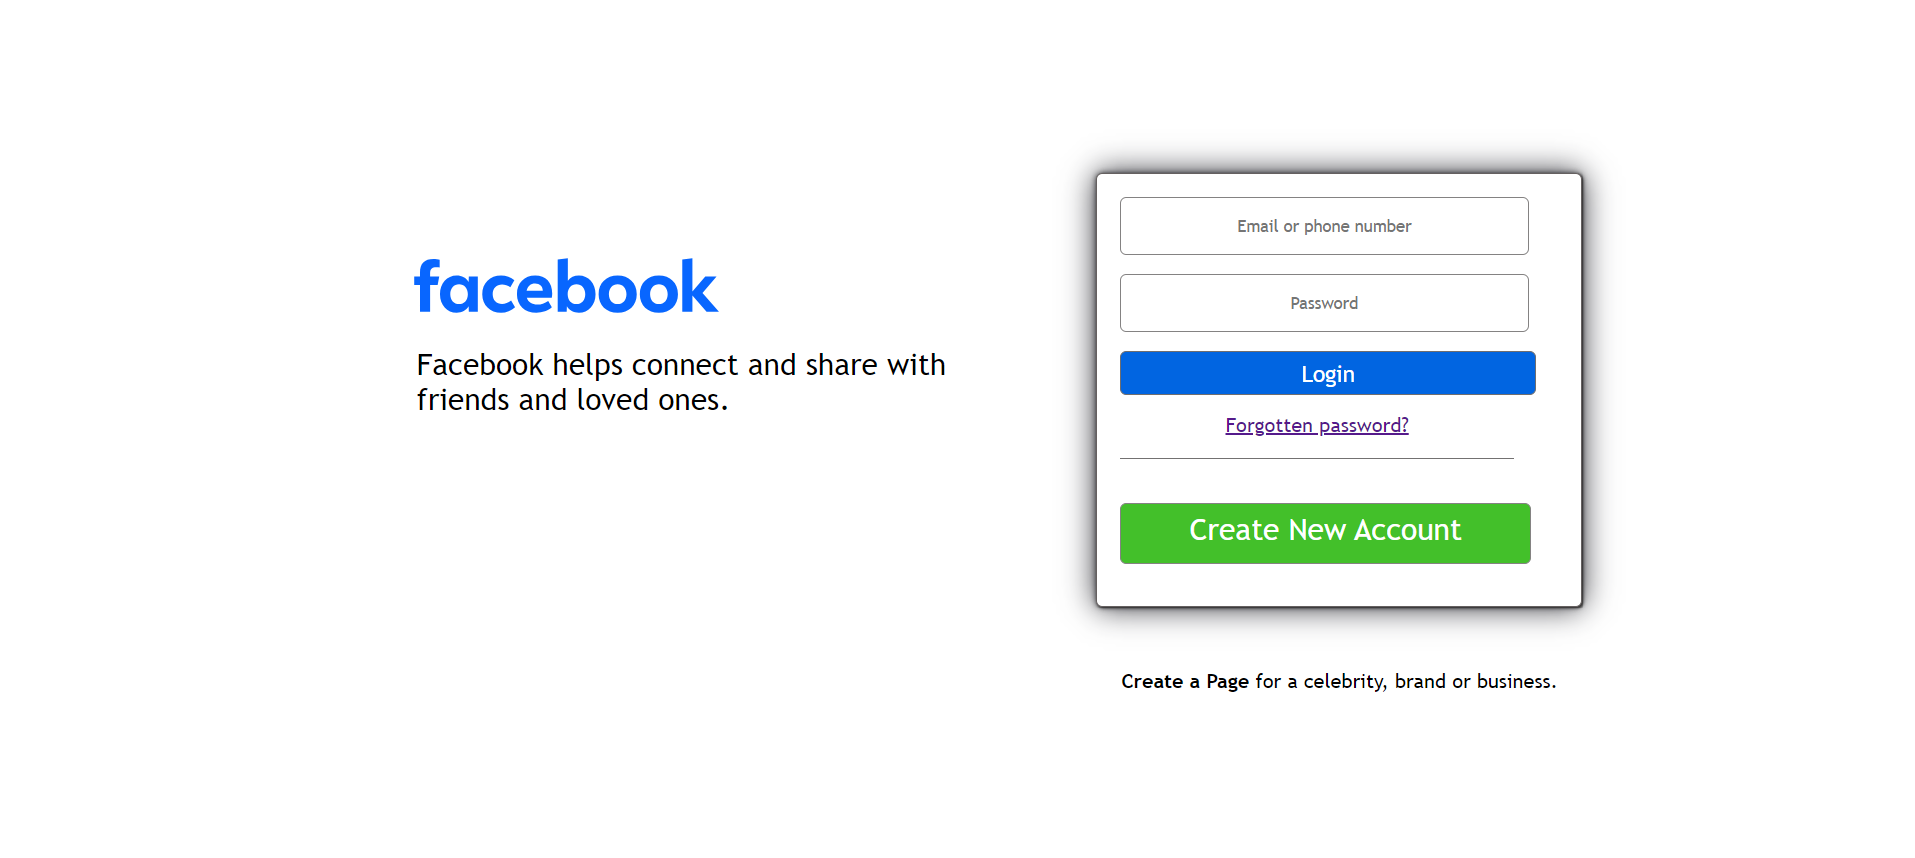 facebook
Facebook helps connect and share with
friends and loved ones.
Email or phone number
Password
Login
Forgotten password?
Create New Account
Create a Page for a celebrity, brand or business.